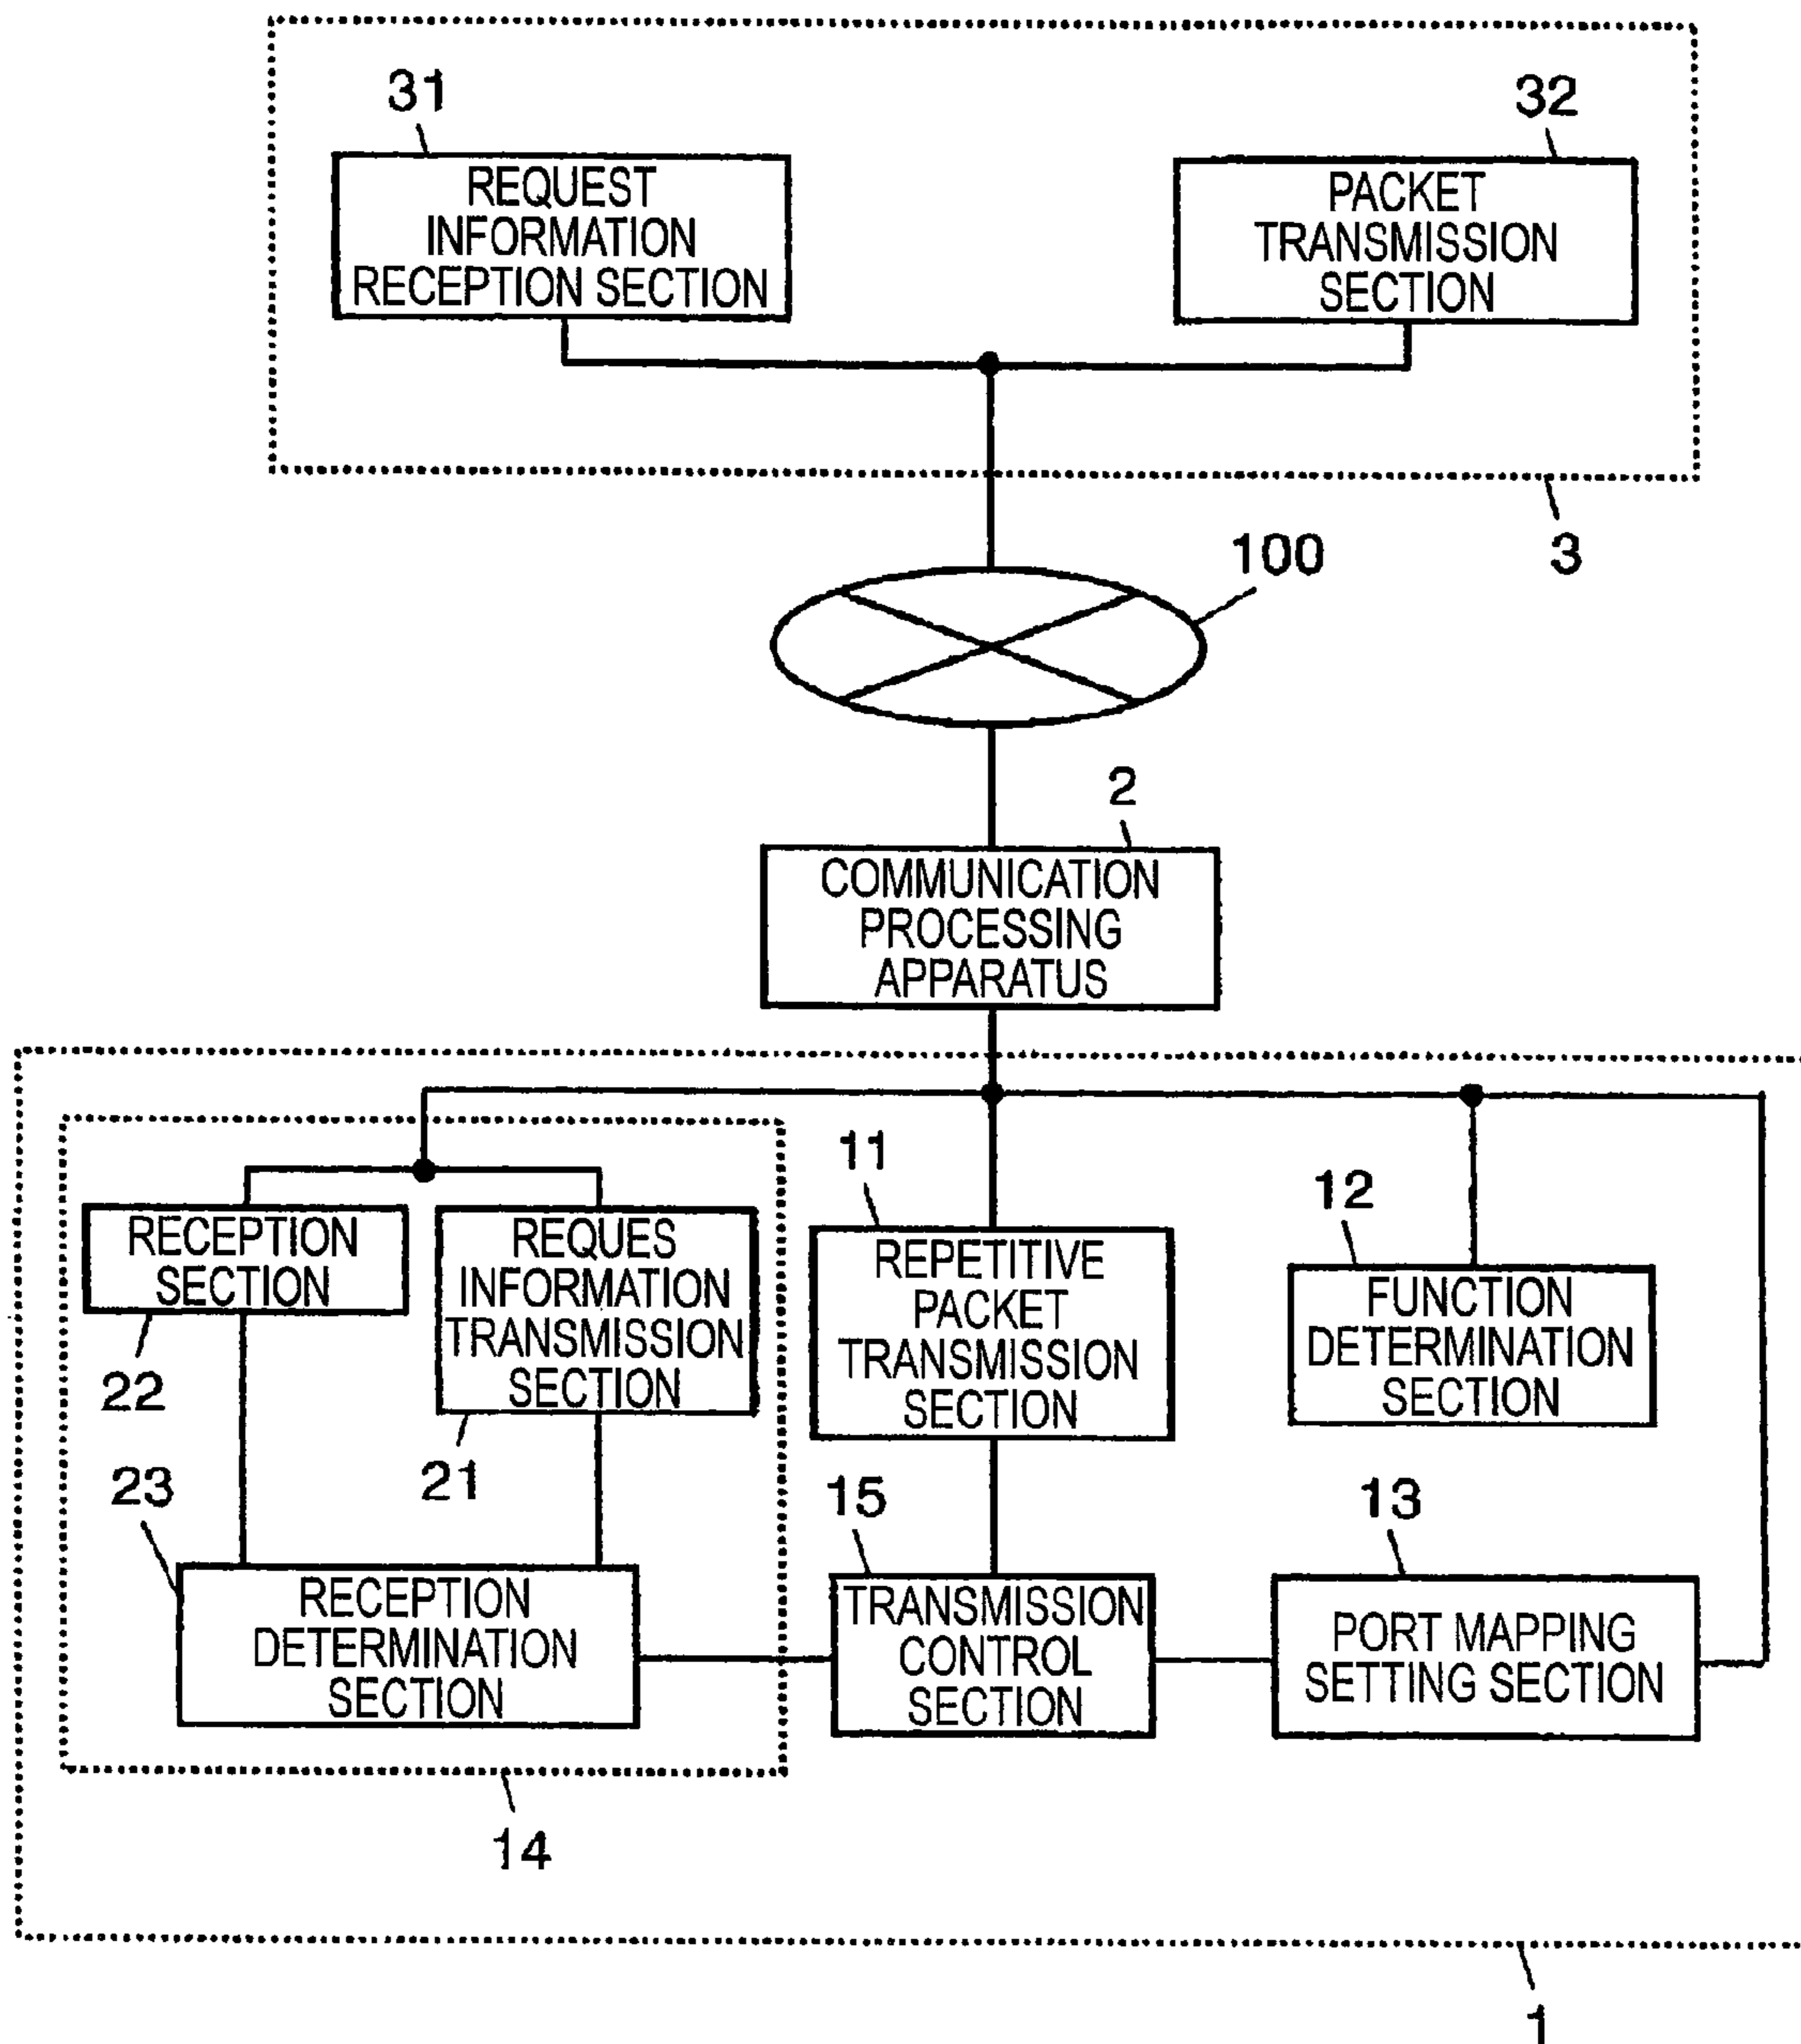 31
REQUEST
INFORMATION
RECEPTION SECTION
32
PACKET
TRANSMISSION
SECTION
3
100
2
COMMUNICATION
PROCESSING
APPARATUS
22
RECEPTION
SECTION
21
REQUES
INFORMATION
TRANSMISSION
SECTION
11
REPETITIVE
PACKET
TRANSMISSION
SECTION
12
FUNCTION
DETERMINATION
SECTION
23
RECEPTION
DETERMINATION
SECTION
15
TRANSMISSION
CONTROL
SECTION
13
PORT MAPPING
SETTING SECTION
14
1